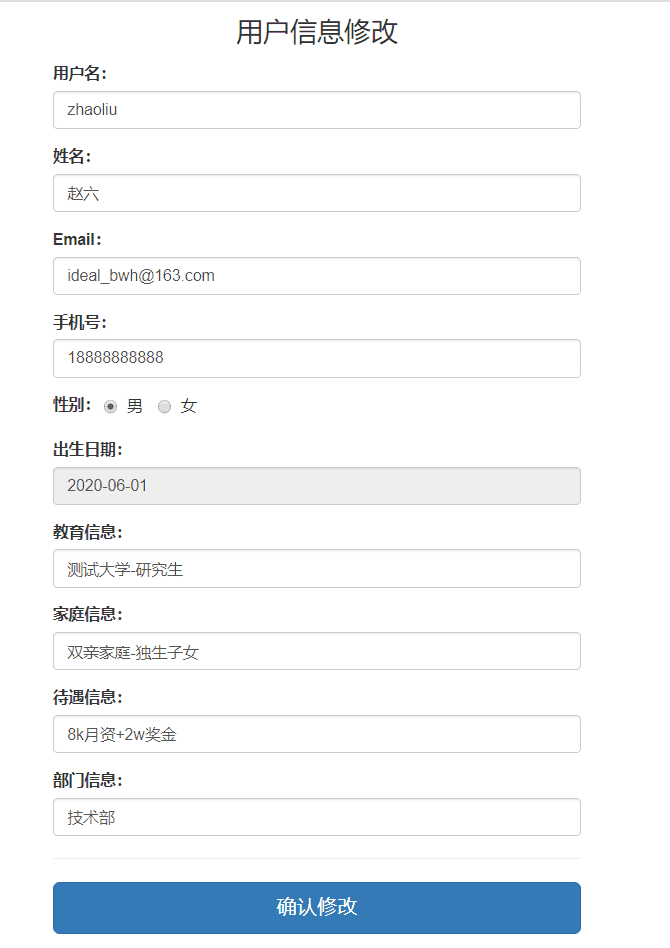 用户信息修改
用户名：
zhaoliu
姓名：
赵六
Email：
ideal_bwh@163.com
手机号：
18888888888
性别： 男 女
出生日期：
2020-06-01
教育信息：
测试大学-研究生
家庭信息：
双亲家庭-独生子女
待遇信息：
8k月资+2w奖金
部门信息：
技术部
确认修改